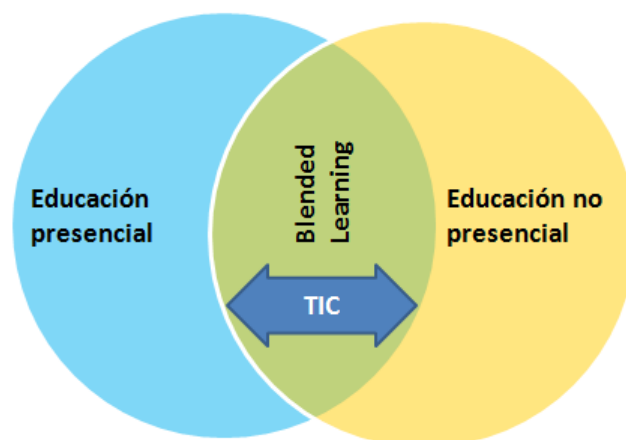 Educación
presencial
Blended
Learning
TIC
Educación no
presencial